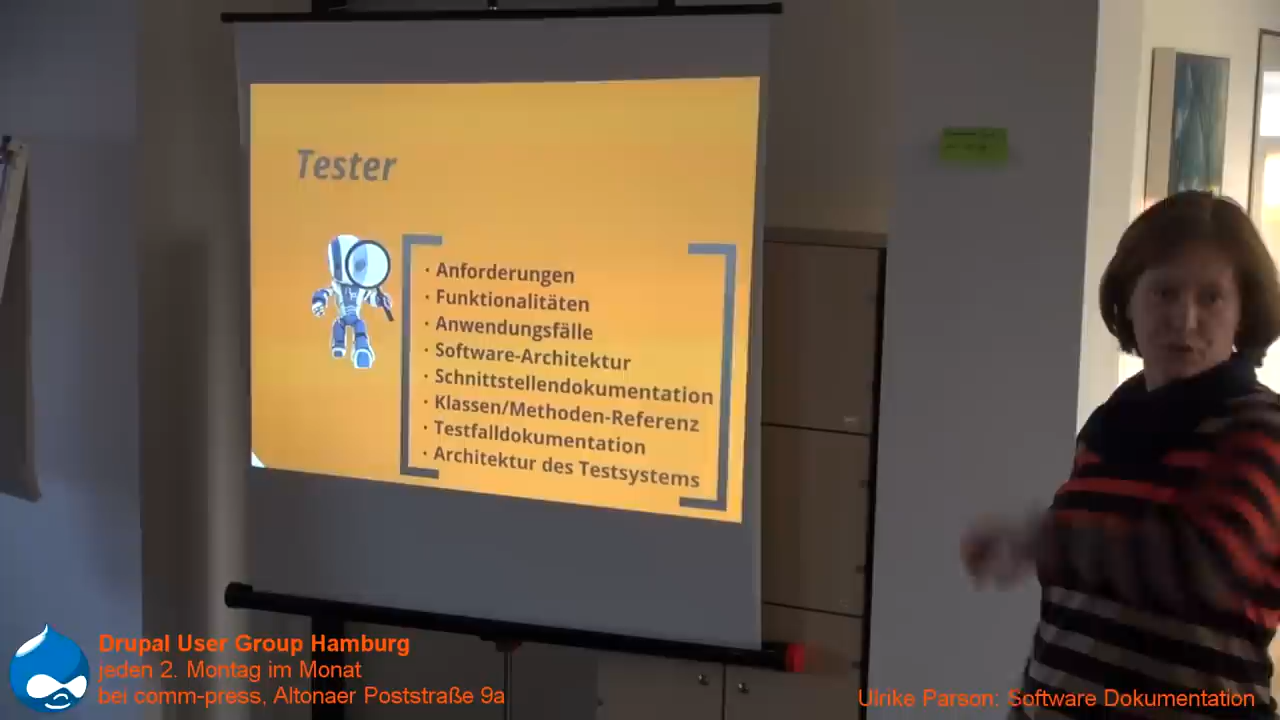 Tester
· Anforderungen
· Funktionalitäten
· Anwendungsfälle
· Software-Architektur
· Schnittstellendokumentation
· Klassen/Methoden-Referenz
· Testfalldokumentation
· Architektur des Testsystems
Drupal User Group Hamburg
jeden 2. Montag im Monat
bei comm-press, Altonaer Poststraße 9a
Ulrike Parson: Software Dokumentation